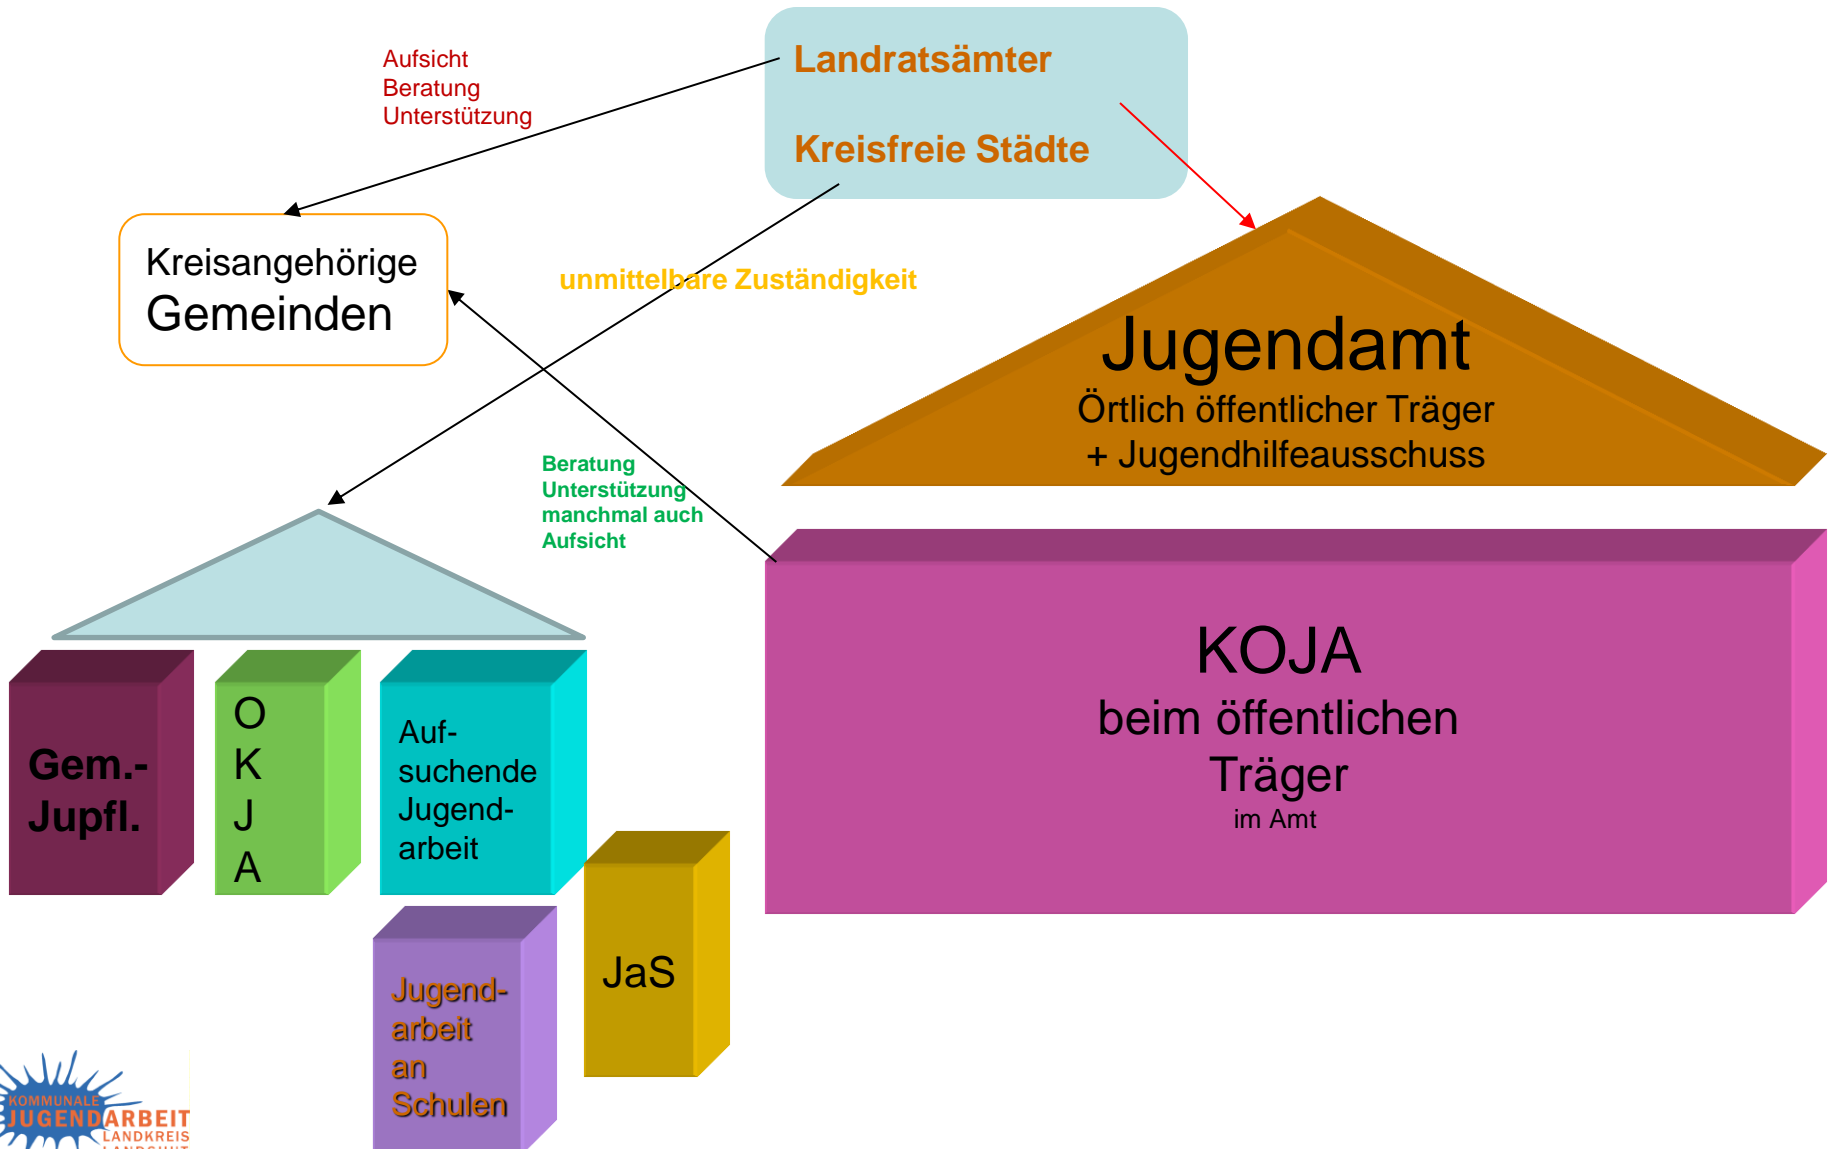 Aufsicht
Beratung
Unterstützung
Landratsämter
Kreisfreie Städte
Kreisangehörige
Gemeinden
unmittelbare Zuständigkeit
Jugendamt
Örtlich öffentlicher Träger
+ Jugendhilfeausschuss
Beratung
Unterstützung
manchmal auch
Aufsicht
KOJA
beim öffentlichen
Träger
im Amt
Gem.-
Jupfl.
O
K
J
A
Auf-
suchende
Jugend-
arbeit
JaS
Jugend-
arbeit
an
Schulen
KOMMUNALE
JUGENDARBEIT
LANDKREIS